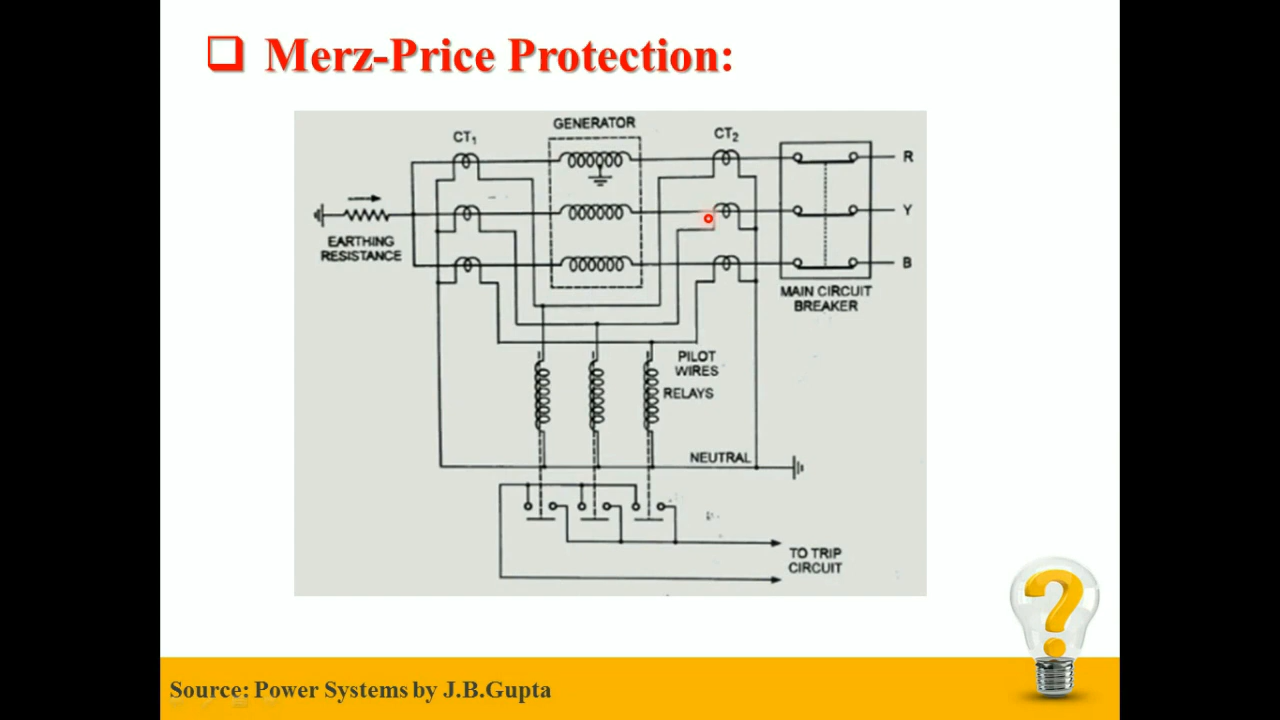 Merz-Price Protection:
GENERATOR
CT1
CT2
R
Y
B
EARTHING
RESISTANCE
MAIN CIRCUIT
BREAKER
PILOT
WIRES
RELAYS
NEUTRAL
TO TRIP
CIRCUIT
?
Source: Power Systems by J.B.Gupta